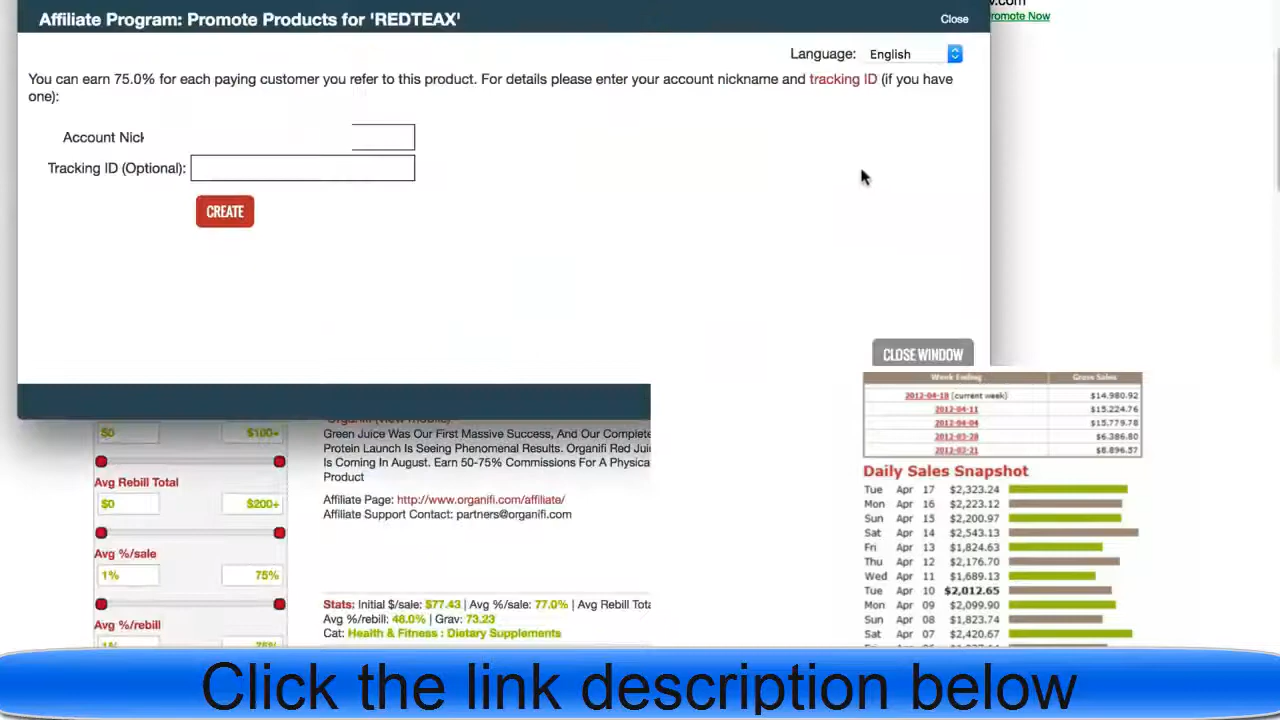 Affiliate Program: Promote Products for 'REDTEAX'
Close
v.com
romote Now
Language: English
You can earn 75.0% for each paying customer you refer to this product. For details please enter your account nickname and tracking ID (if you have
one):
Account Nick
Tracking ID (Optional):
CREATE
CLOSE WINDOW
Week Ending Gross Sales
2012-04-18 (current week) $14,980.92
2012-04-11 $15,224.76
2012-04-04 $15,779.78
2012-03-28 $6,386.80
2012-03-21 $8,896.57
Organifi (view mobile)
$0 $100+
Green Juice Was Our First Massive Success, And Our Complete
Protein Launch Is Seeing Phenomenal Results. Organifi Red Jui
Is Coming In August. Earn 50-75% Commissions For A Physica
Product
Avg Rebill Total
$0 $200+
Affiliate Page: http://www.organifi.com/affiliate/
Affiliate Support Contact: partners@organifi.com
Avg %/sale
1% 75%
Stats: Initial $/sale: $77.43 | Avg %/sale: 77.0% | Avg Rebill Tota
Avg %/rebill: 48.0% | Grav: 73.23
Cat: Health & Fitness : Dietary Supplements
Avg %/rebill
1% 75%
Daily Sales Snapshot
Tue Apr 17 $2,323.24
Mon Apr 16 $2,223.12
Sun Apr 15 $2,200.97
Sat Apr 14 $2,543.13
Fri Apr 13 $1,824.63
Thu Apr 12 $2,176.70
Wed Apr 11 $1,689.13
Tue Apr 10 $2,012.65
Mon Apr 09 $2,099.90
Sun Apr 08 $1,823.74
Sat Apr 07 $2,420.67
Click the link description below